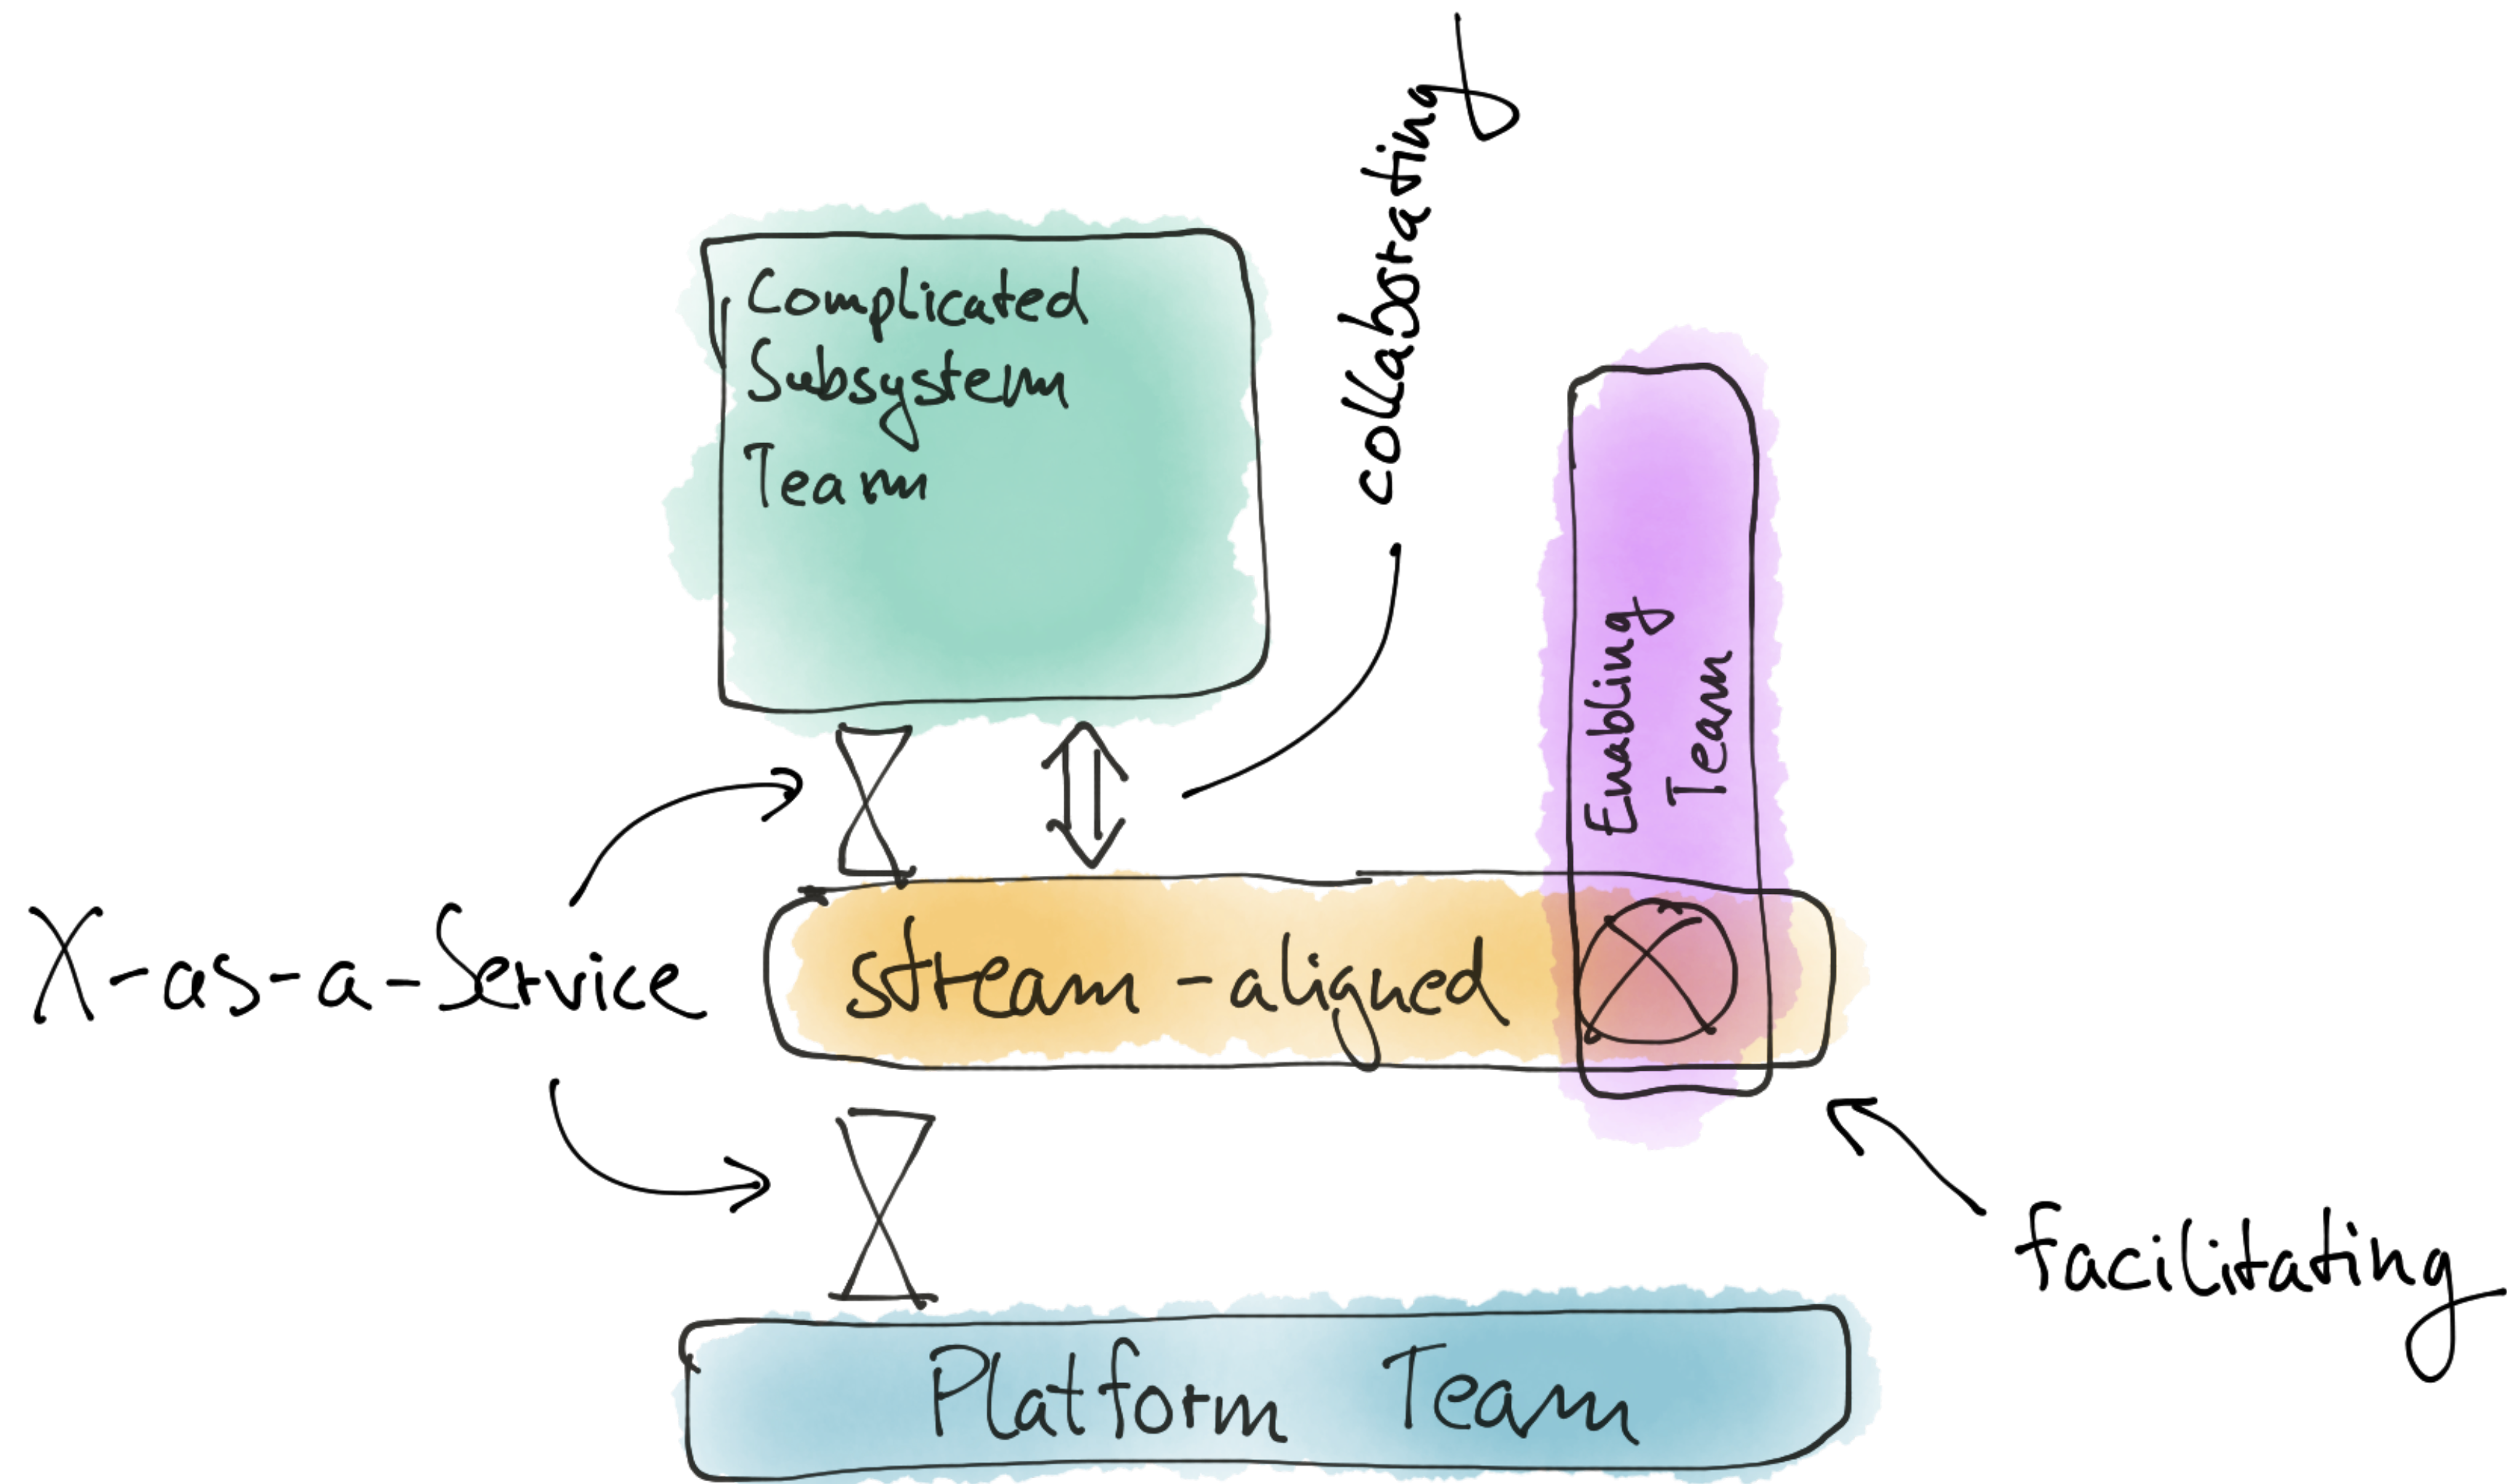 collaborating
Complicated
Subsystem
Team
Enabling
Team
X-as-a-Service
stream-aligned
facilitating
Platform Team